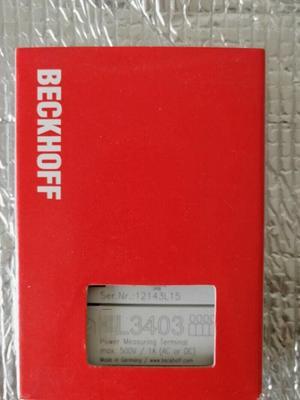 BECKHOFF
Ser.Nr.:12143L15
L3403
Power Measuring Terminal
max. 500V / 1A (AC or DC)
Made in Germany / www.beckhoff.com